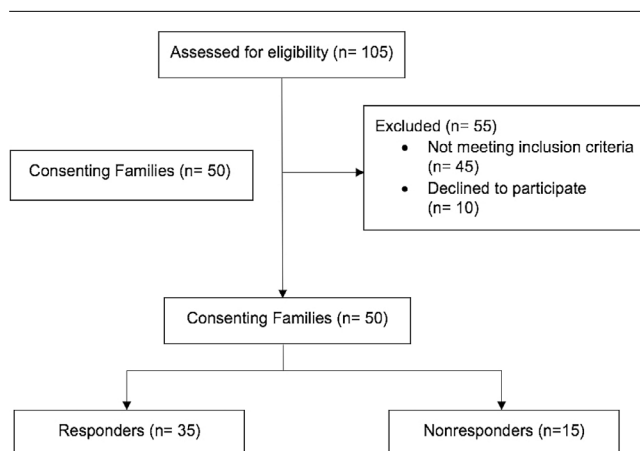 Assessed for eligibility (n= 105)
Excluded (n= 55)
• Not meeting inclusion criteria
(n= 45)
• Declined to participate
(n= 10)
Consenting Families (n= 50)
Consenting Families (n= 50)
Responders (n= 35)
Nonresponders (n=15)